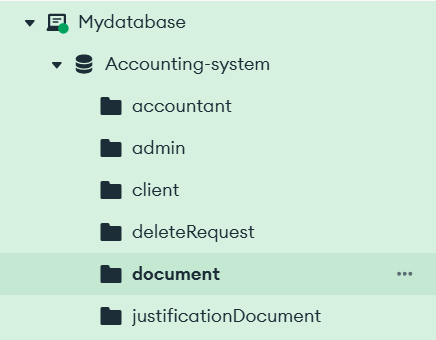 Mydatabase
Accounting-system
accountant
admin
client
deleteRequest
document
justificationDocument